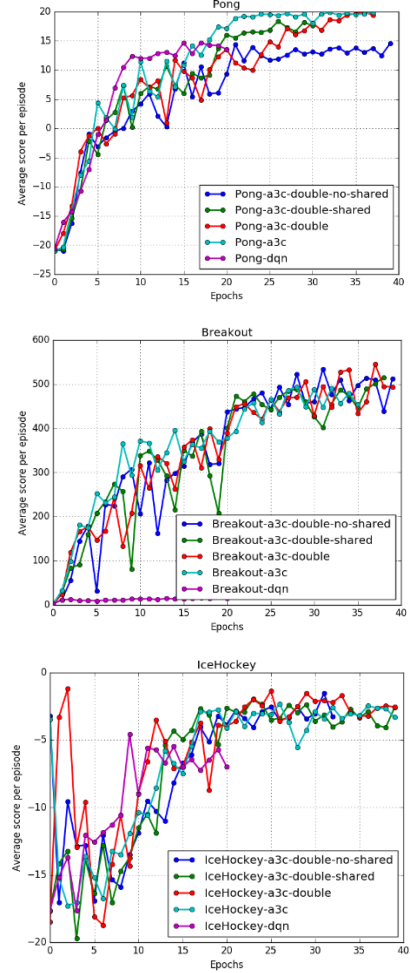 Pong
25
20
15
10
5
0
−5
−10
−15
−20
−25
Average score per episode
Pong-a3c-double-no-shared
Pong-a3c-double-shared
Pong-a3c-double
Pong-a3c
Pong-dqn
0 5 10 15 20 25 30 35 40
Epochs
Breakout
600
500
400
300
200
100
0
Average score per episode
Breakout-a3c-double-no-shared
Breakout-a3c-double-shared
Breakout-a3c-double
Breakout-a3c
Breakout-dqn
0 5 10 15 20 25 30 35 40
Epochs
IceHockey
0
−5
−10
−15
−20
Average score per episode
IceHockey-a3c-double-no-shared
IceHockey-a3c-double-shared
IceHockey-a3c-double
IceHockey-a3c
IceHockey-dqn
0 5 10 15 20 25 30 35 40
Epochs